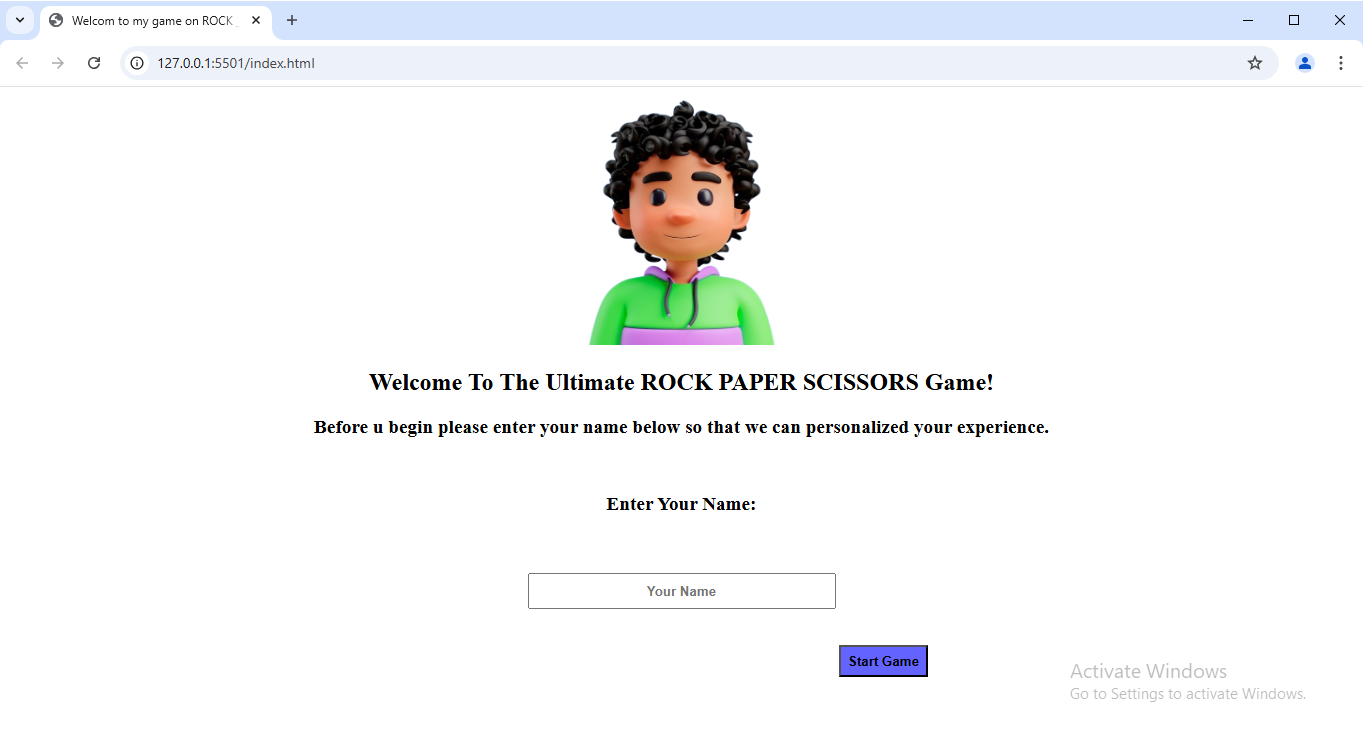 Welcom to my game on ROCK
127.0.0.1:5501/index.html
Welcome To The Ultimate ROCK PAPER SCISSORS Game!
Before u begin please enter your name below so that we can personalized your experience.
Enter Your Name:
Your Name
Start Game
Activate Windows
Go to Settings to activate Windows.